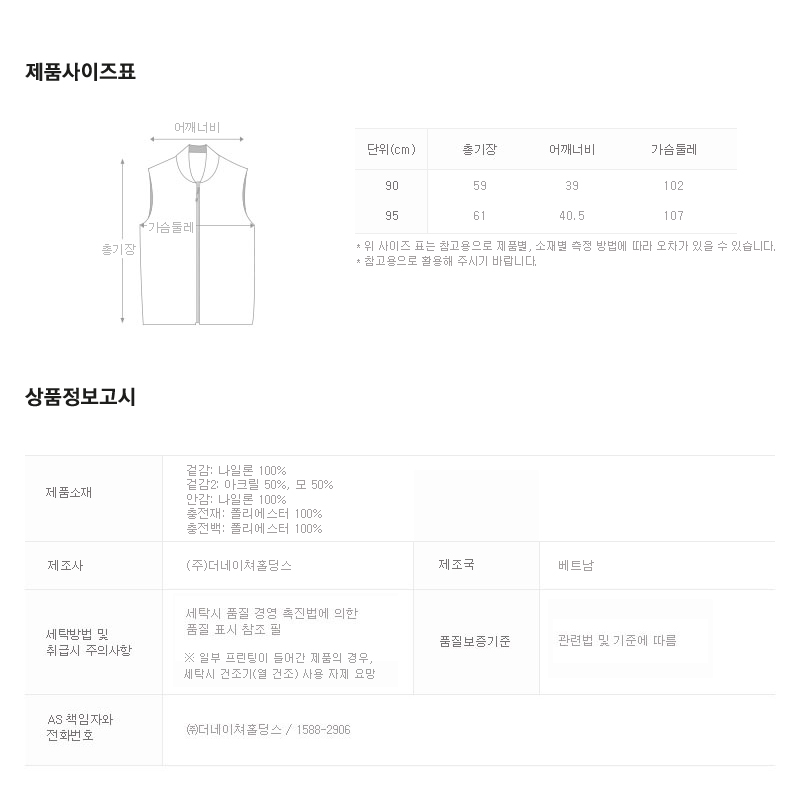 제품사이즈표
어깨너비
가슴둘레
총기장
단위(cm) 총기장 어깨너비 가슴둘레
90 59 39 102
95 61 40.5 107
* 위 사이즈 표는 참고용으로 제품별, 소재별 측정 방법에 따라 오차가 있을 수 있습니다.
* 참고용으로 활용해 주시기 바랍니다.
상품정보고시
제품소재
겉감: 나일론 100%
겉감2: 아크릴 50%, 모 50%
안감: 나일론 100%
충전재: 폴리에스터 100%
충전백: 폴리에스터 100%
제조사 (주)더네이쳐홀딩스 제조국 베트남
세탁방법 및
취급시 주의사항
세탁시 품질 경영 촉진법에 의한
품질 표시 참조 필
※ 일부 프린팅이 들어간 제품의 경우,
세탁시 건조기(열 건조) 사용 자제 요망
품질보증기준 관련법 및 기준에 따름
AS 책임자와
전화번호
㈜더네이쳐홀딩스 / 1588-2906